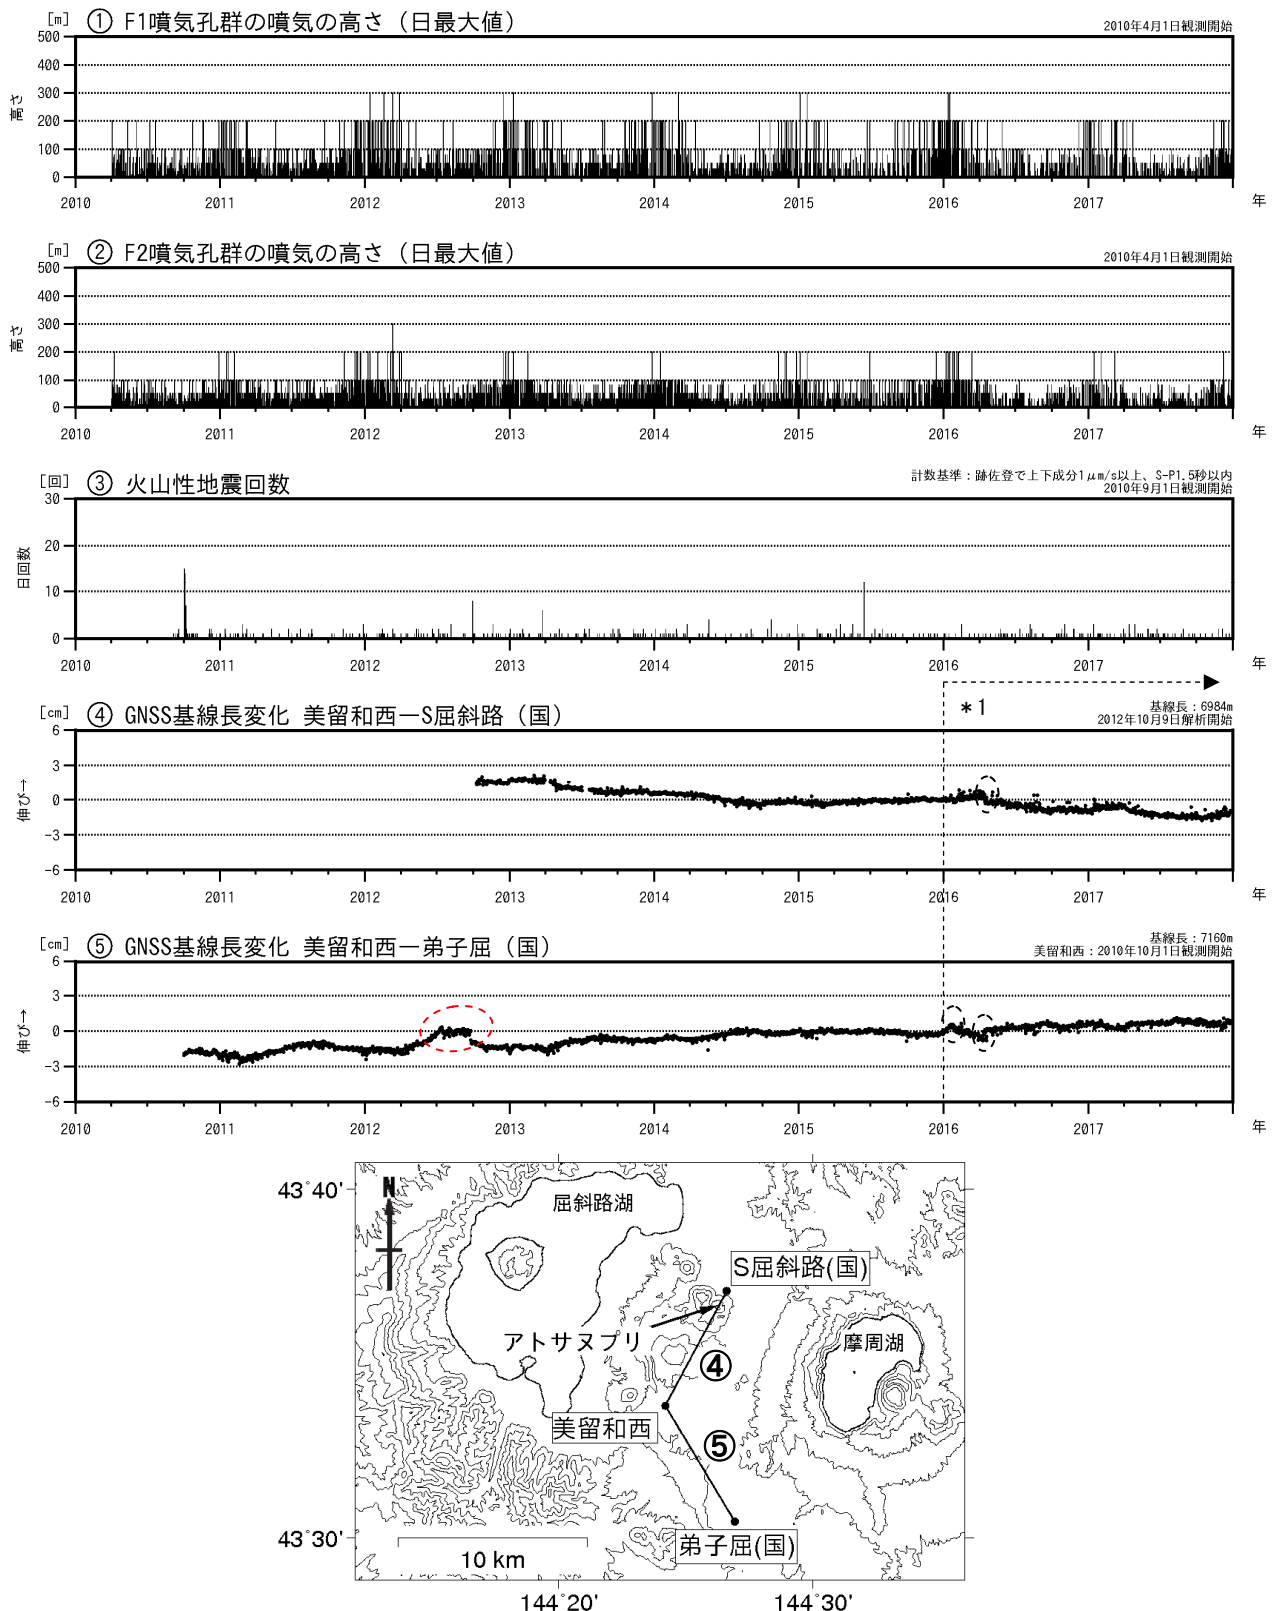 [m] ① F1噴気孔群の噴気の高さ（日最大値）
2010年4月1日観測開始
500
400
300
200
100
0
高さ
2010 2011 2012 2013 2014 2015 2016 2017 年
[m] ② F2噴気孔群の噴気の高さ（日最大値）
2010年4月1日観測開始
500
400
300
200
100
0
高さ
2010 2011 2012 2013 2014 2015 2016 2017 年
[回] ③ 火山性地震回数
計数基準：跡佐登で上下成分1μm/s以上、S-P1.5秒以内
2010年9月1日観測開始
30
20
10
0
日回数
2010 2011 2012 2013 2014 2015 2016 2017 年
[cm] ④ GNSS基線長変化 美留和西－S屈斜路（国）
＊1
基線長：6984m
2012年10月9日解析開始
6
3
0
-3
-6
伸び→
2010 2011 2012 2013 2014 2015 2016 2017 年
[cm] ⑤ GNSS基線長変化 美留和西－弟子屈（国）
基線長：7160m
美留和西：2010年10月1日観測開始
6
3
0
-3
-6
伸び→
2010 2011 2012 2013 2014 2015 2016 2017 年
43°40'
N
屈斜路湖
S屈斜路(国)
アトサヌプリ
摩周湖
④
美留和西
⑤
弟子屈(国)
43°30'
10 km
144°20' 144°30'